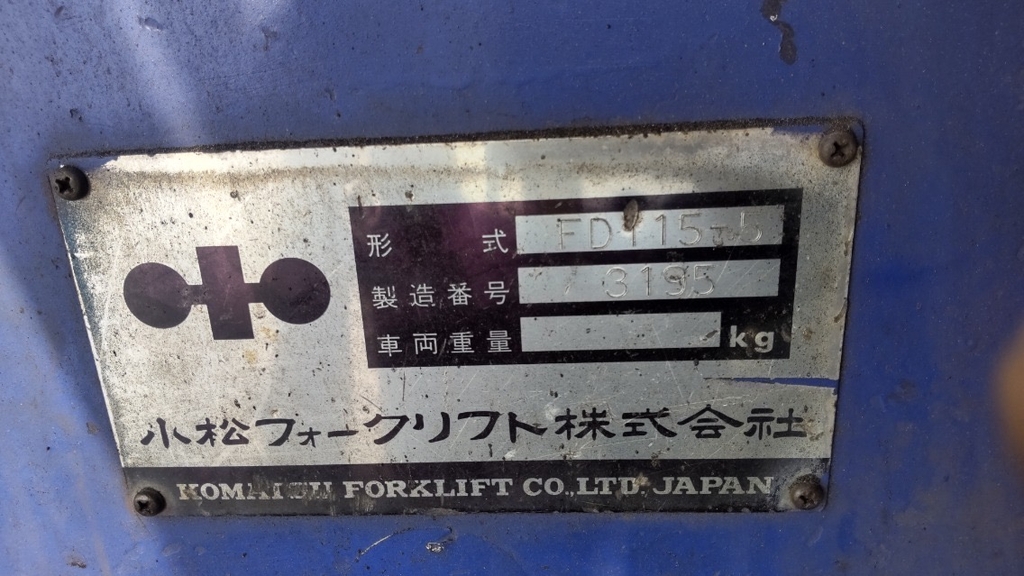 形式 FD115-5
製造番号 3195
車両重量 kg
小松フォークリフト株式会社
KOMATSU FORKLIFT CO.,LTD. JAPAN